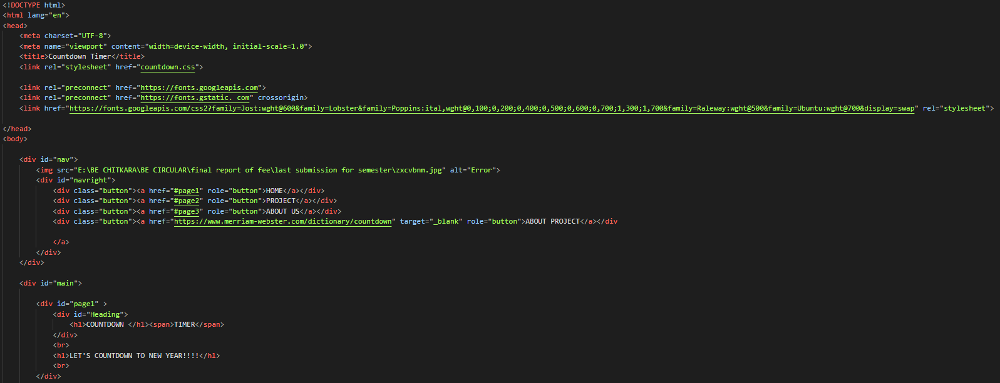 <!DOCTYPE html>
<html lang="en">
<head>
    <meta charset="UTF-8">
    <meta name="viewport" content="width=device-width, initial-scale=1.0">
    <title>Countdown Timer</title>
    <link rel="stylesheet" href="countdown.css">

    <link rel="preconnect" href="https://fonts.googleapis.com">
    <link rel="preconnect" href="https://fonts.gstatic. com" crossorigin>
    <link href="https://fonts.googleapis.com/css2?family=Jost:wght@600&family=Lobster&family=Poppins:ital,wght@0,100;0,200;0,400;0,500;0,600;0,700;1,300;1,700&family=Raleway:wght@500&family=Ubuntu:wght@700&display=swap" rel="stylesheet">

</head>
<body>

    <div id="nav">
        <img src="E:\BE CHITKARA\BE CIRCULAR\final report of fee\last submission for semester\zxcvbnm.jpg" alt="Error">
        <div id="navright">
            <div class="button"><a href="#page1" role="button">HOME</a></div>
            <div class="button"><a href="#page2" role="button">PROJECT</a></div>
            <div class="button"><a href="#page3" role="button">ABOUT US</a></div>
            <div class="button"><a href="https://www.merriam-webster.com/dictionary/countdown" target="_blank" role="button">ABOUT PROJECT</a></div

            </a>
        </div>
    </div>

    <div id="main">

        <div id="page1" >
            <div id="Heading">
                <h1>COUNTDOWN </h1><span>TIMER</span>
            </div>
            <br>
            <h1>LET'S COUNTDOWN TO NEW YEAR!!!!</h1>
            <br>
        </div>